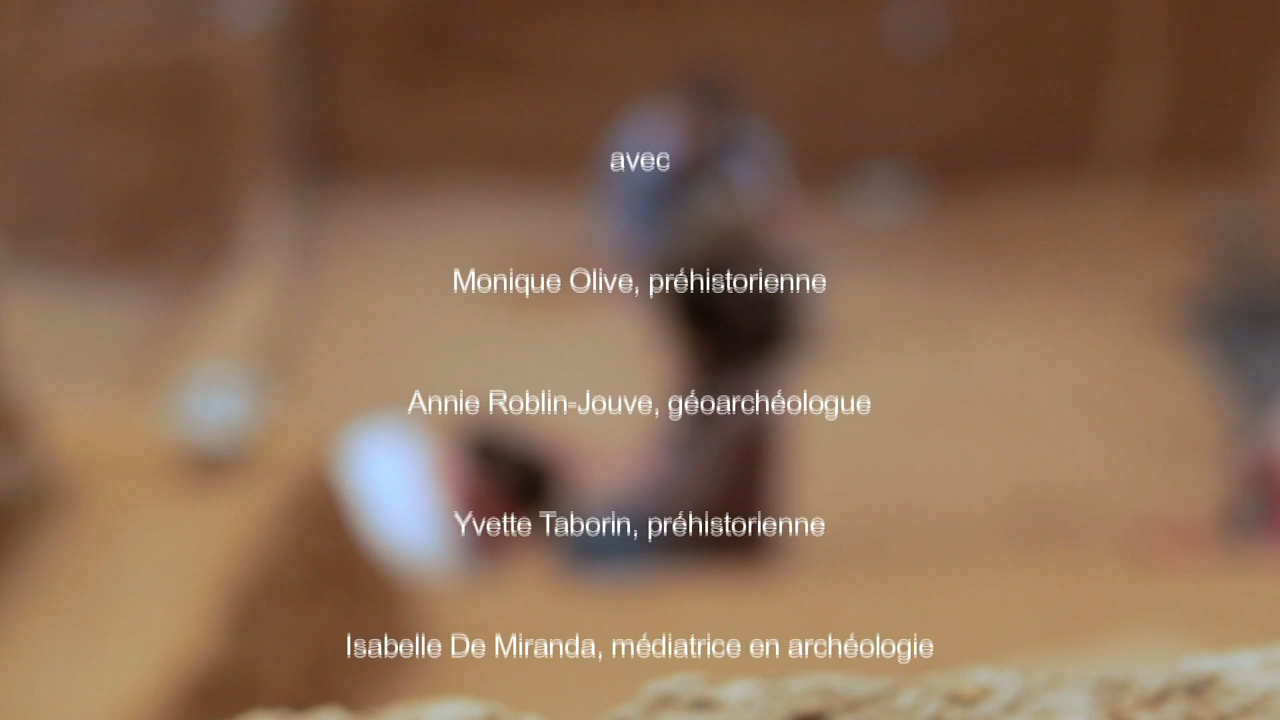 avec
Monique Olive, préhistorienne
Annie Roblin-Jouve, géoarchéologue
Yvette Taborin, préhistorienne
Isabelle De Miranda, médiatrice en archéologie